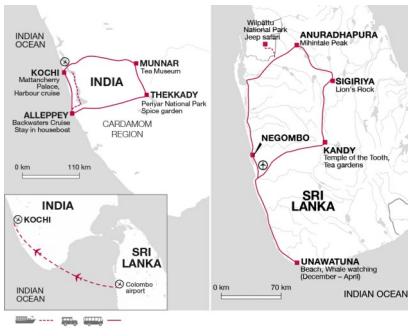 INDIAN
OCEAN
KOCHI
Mattancherry
Palace,
Harbour cruise
INDIA
MUNNAR
Tea Museum
THEKKADY
Periyar National Park
Spice garden
ALLEPPEY
Backwaters Cruise
Stay in houseboat
CARDAMOM
REGION
0 km
110 km
INDIA
KOCHI
SRI
LANKA
INDIAN
OCEAN
Colombo
airport
Wilpattu
National Park
Jeep safari
ANURADHAPURA
Mihintale Peak
SIGIRIYA
Lion's Rock
NEGOMBO
KANDY
Temple of the Tooth,
Tea gardens
SRI
LANKA
UNAWATUNA
Beach, Whale watching
(December – April)
0 km
70 km
INDIAN OCEAN